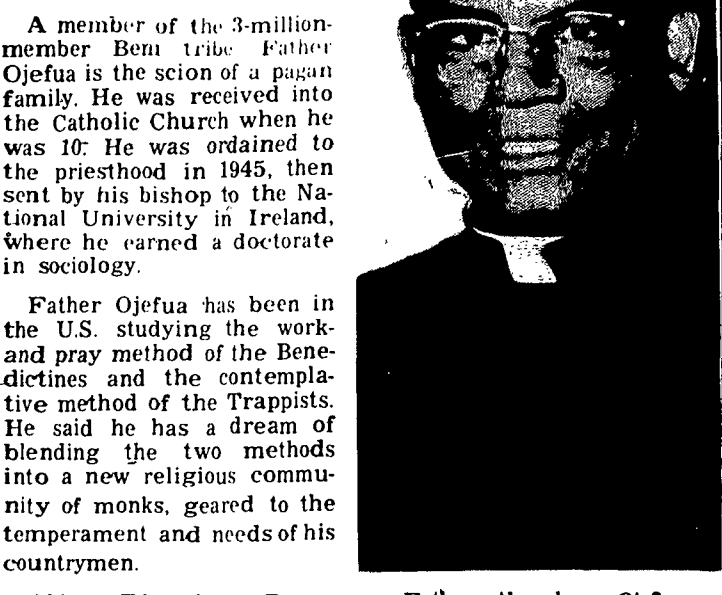 A member of the 3-million-
member Beni tribe Father
Ojefua is the scion of a pagan
family. He was received into
the Catholic Church when he
was 10. He was ordained to
the priesthood in 1945, then
sent by his bishop to the Na-
tional University in Ireland,
where he earned a doctorate
in sociology.
Father Ojefua has been in
the U.S. studying the work-
and pray method of the Bene-
dictines and the contempla-
tive method of the Trappists.
He said he has a dream of
blending the two methods
into a new religious commu-
nity of monks, geared to the
temperament and needs of his
countrymen.